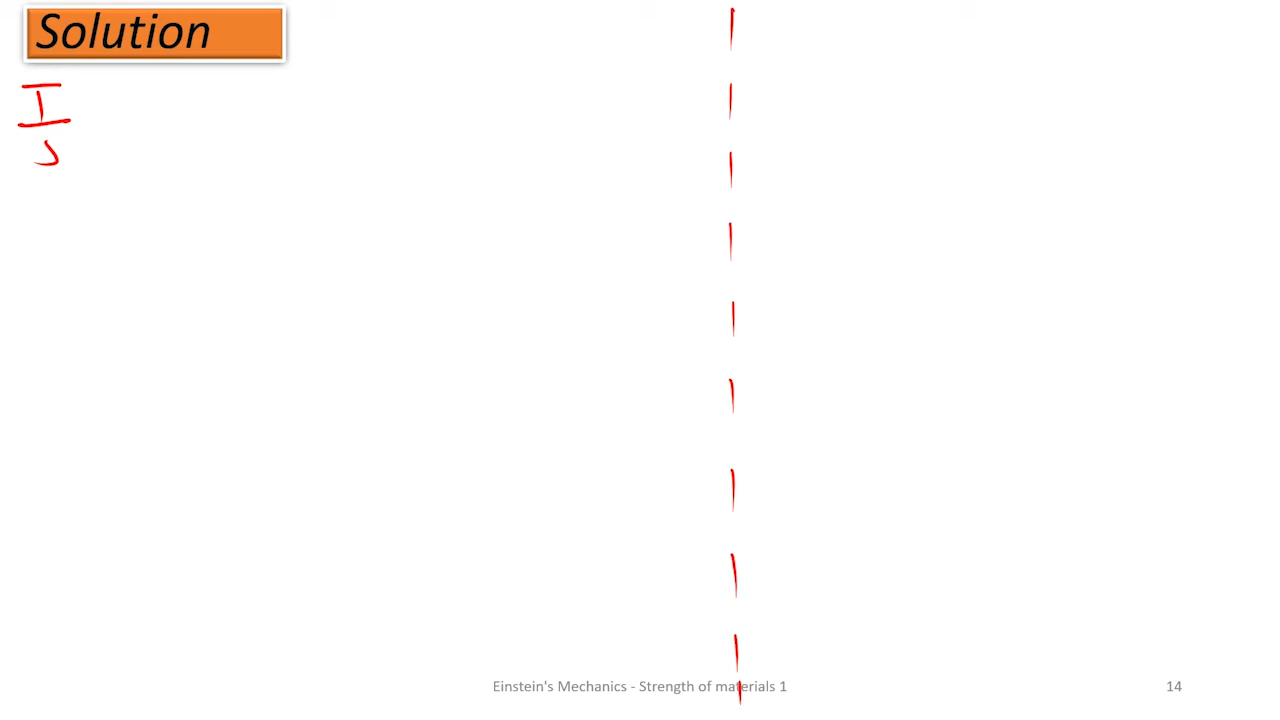 Solution
I
Einstein's Mechanics - Strength of materials 1
14